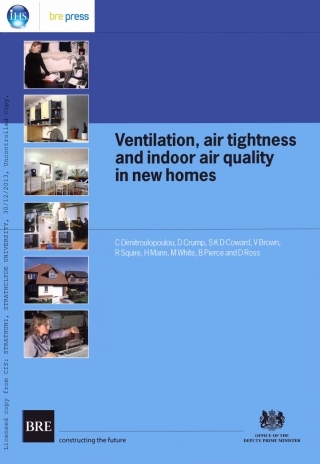 IHS
bre press
Ventilation, air tightness
and indoor air quality
in new homes
C Dimitroulopoulou, D Crump, S K D Coward, V Brown,
R Squire, H Mann, M White, B Pierce and D Ross
Licensed copy from CIS: STRATHUNI, STRATHCLYDE UNIVERSITY, 30/12/2013, Uncontrolled Copy.
BRE
constructing the future
OFFICE OF THE
DEPUTY PRIME MINISTER